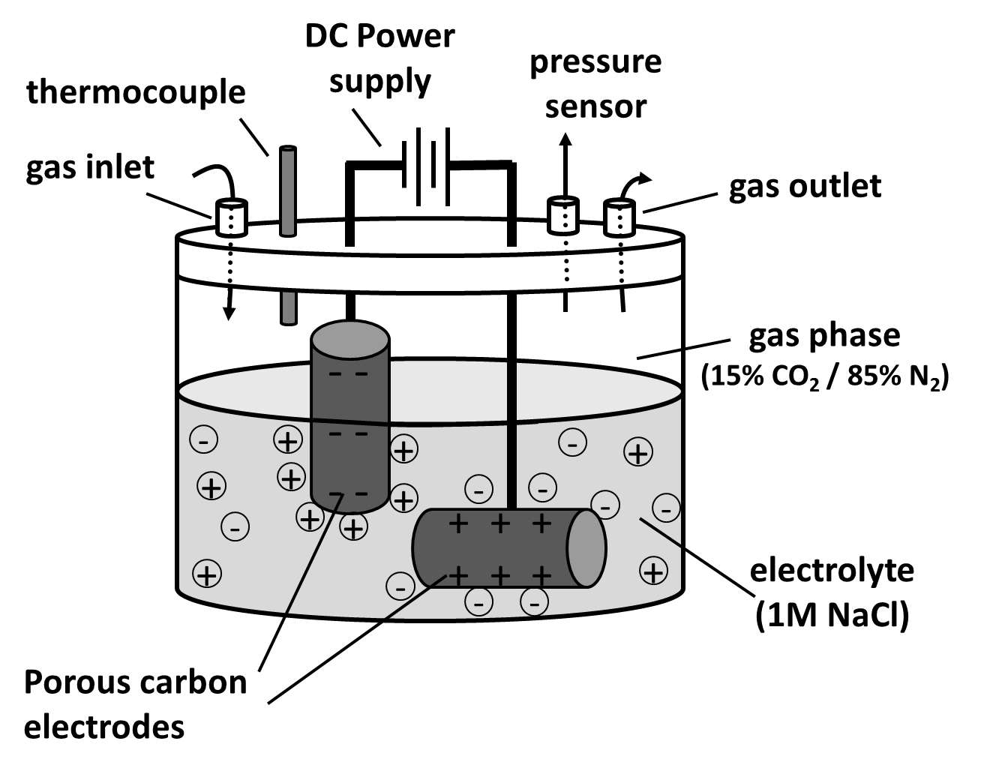 DC Power
supply
pressure
sensor
thermocouple
gas inlet
gas outlet
gas phase
(15% CO₂ / 85% N₂)
electrolyte
(1M NaCl)
Porous carbon
electrodes